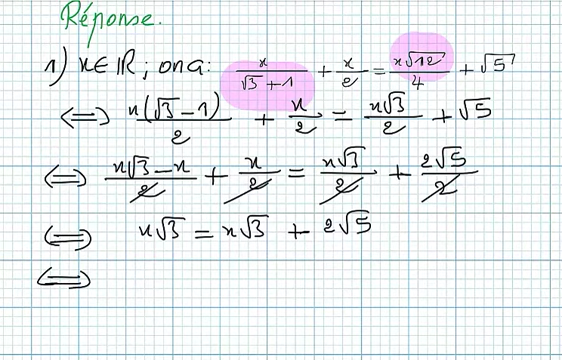 Réponse.
1) x∈ℝ ; on a : x/(√3+1) + x/2 = x√12/4 + √5
⟺ x(√3-1)/2 + x/2 = x√3/2 + √5
⟺ (x√3-x)/2 + x/2 = x√3/2 + 2√5/2
⟺ x√3 = x√3 + 2√5
⟺